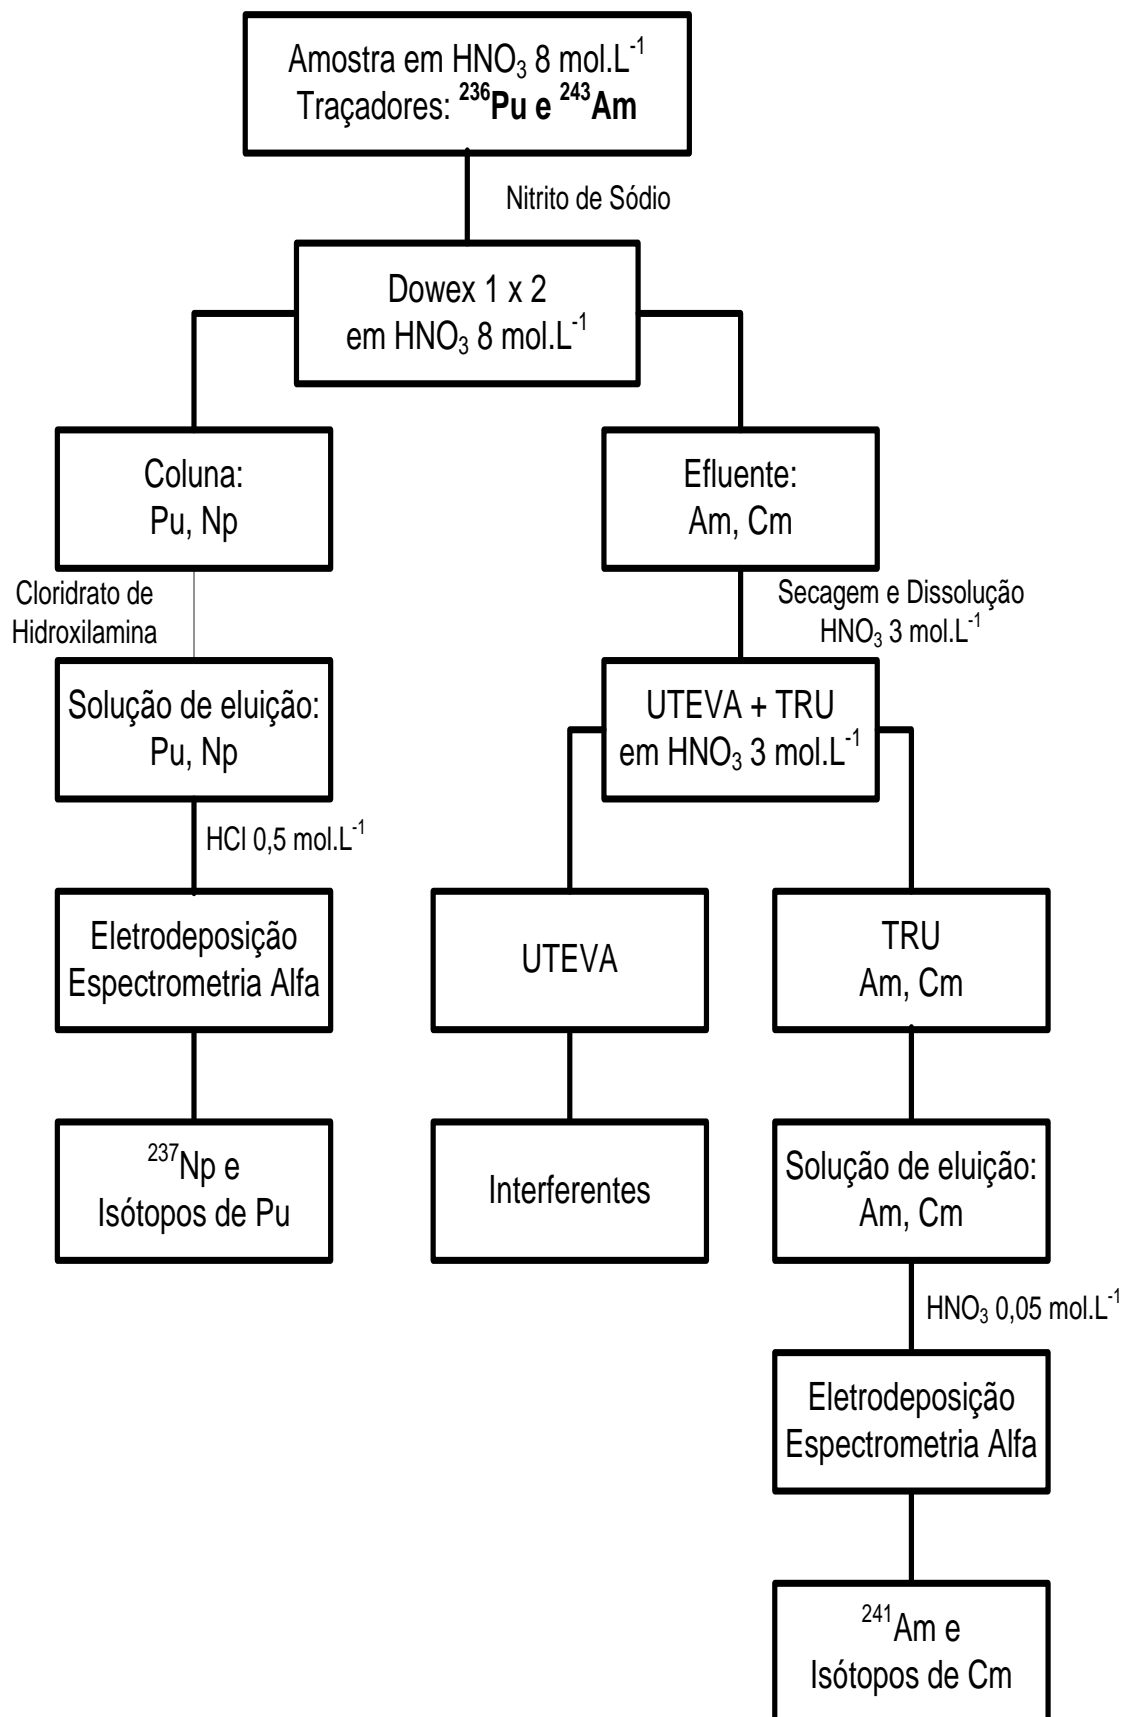 Amostra em HNO₃ 8 mol.L⁻¹
Traçadores: ²³⁶Pu e ²⁴³Am
Nitrito de Sódio
Dowex 1 x 2
em HNO₃ 8 mol.L⁻¹
Coluna:
Pu, Np
Efluente:
Am, Cm
Cloridrato de
Hidroxilamina
Secagem e Dissolução
HNO₃ 3 mol.L⁻¹
Solução de eluição:
Pu, Np
UTEVA + TRU
em HNO₃ 3 mol.L⁻¹
HCl 0,5 mol.L⁻¹
Eletrodeposição
Espectrometria Alfa
UTEVA
TRU
Am, Cm
²³⁷Np e
Isótopos de Pu
Interferentes
Solução de eluição:
Am, Cm
HNO₃ 0,05 mol.L⁻¹
Eletrodeposição
Espectrometria Alfa
²⁴¹Am e
Isótopos de Cm